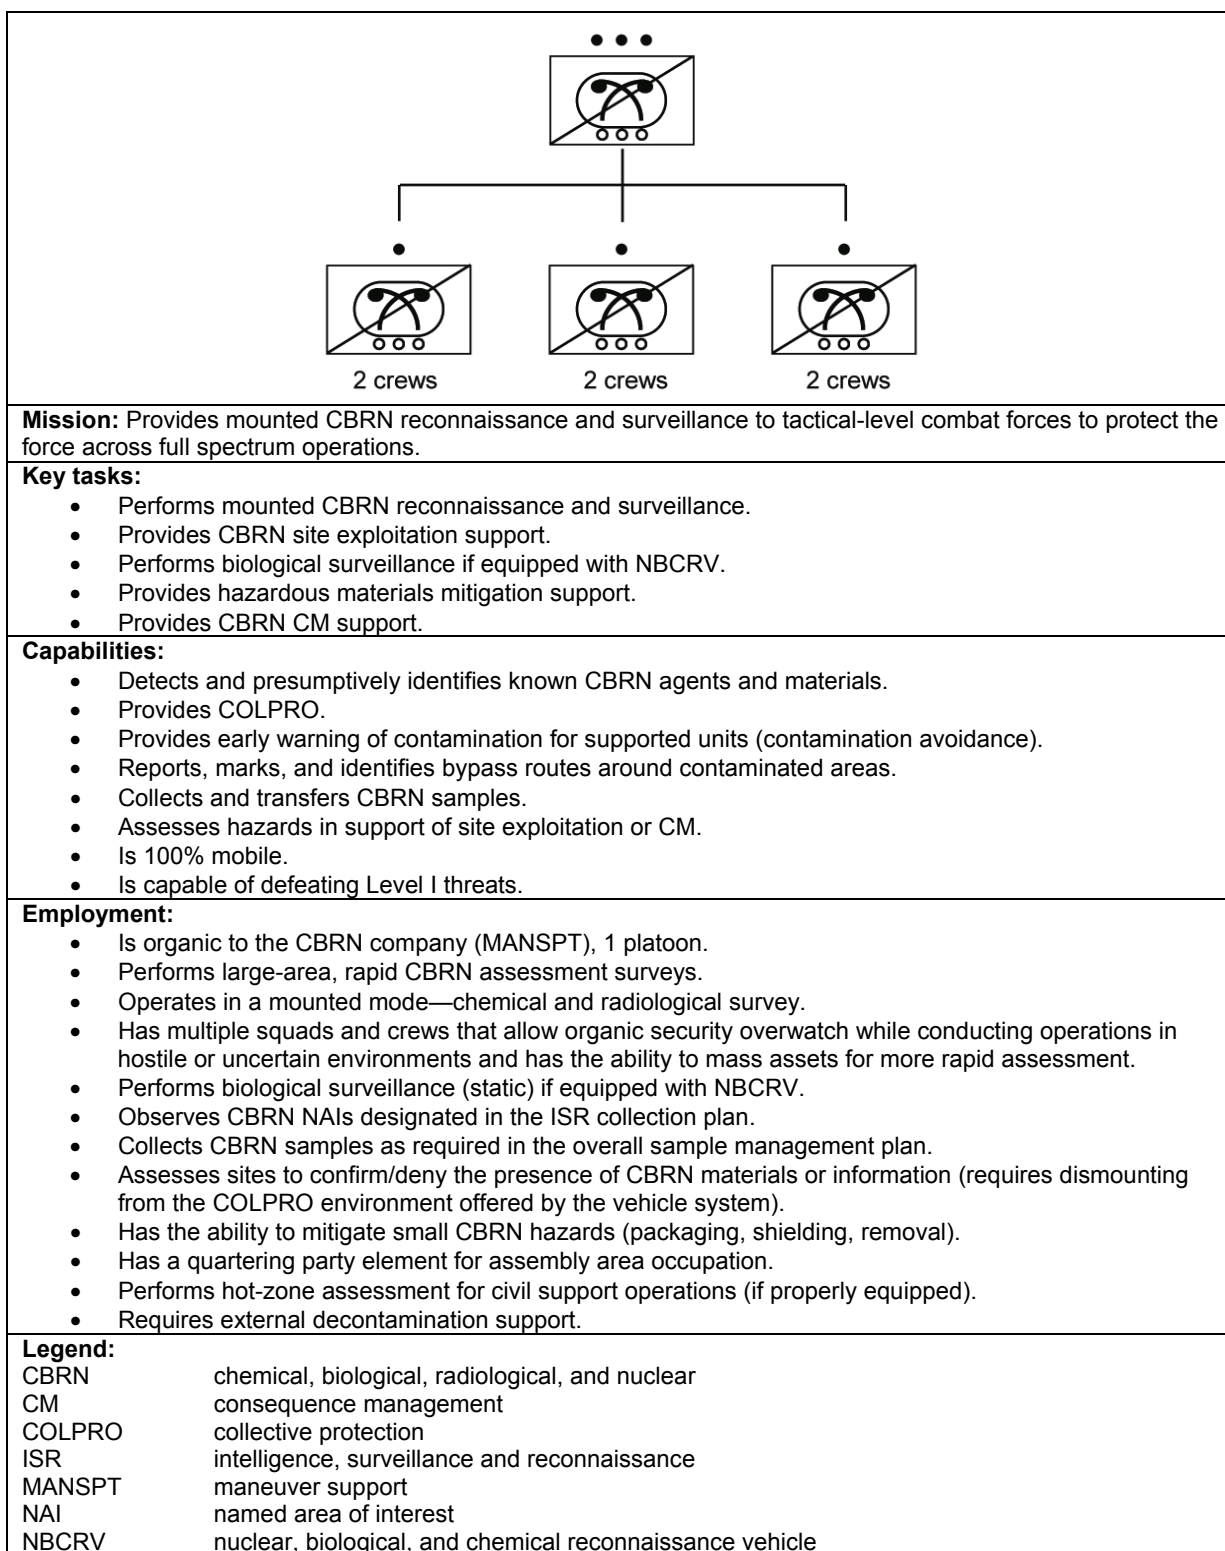 2 crews 2 crews 2 crews
Mission: Provides mounted CBRN reconnaissance and surveillance to tactical-level combat forces to protect the
force across full spectrum operations.
Key tasks:
• Performs mounted CBRN reconnaissance and surveillance.
• Provides CBRN site exploitation support.
• Performs biological surveillance if equipped with NBCRV.
• Provides hazardous materials mitigation support.
• Provides CBRN CM support.
Capabilities:
• Detects and presumptively identifies known CBRN agents and materials.
• Provides COLPRO.
• Provides early warning of contamination for supported units (contamination avoidance).
• Reports, marks, and identifies bypass routes around contaminated areas.
• Collects and transfers CBRN samples.
• Assesses hazards in support of site exploitation or CM.
• Is 100% mobile.
• Is capable of defeating Level I threats.
Employment:
• Is organic to the CBRN company (MANSPT), 1 platoon.
• Performs large-area, rapid CBRN assessment surveys.
• Operates in a mounted mode—chemical and radiological survey.
• Has multiple squads and crews that allow organic security overwatch while conducting operations in
hostile or uncertain environments and has the ability to mass assets for more rapid assessment.
• Performs biological surveillance (static) if equipped with NBCRV.
• Observes CBRN NAIs designated in the ISR collection plan.
• Collects CBRN samples as required in the overall sample management plan.
• Assesses sites to confirm/deny the presence of CBRN materials or information (requires dismounting
from the COLPRO environment offered by the vehicle system).
• Has the ability to mitigate small CBRN hazards (packaging, shielding, removal).
• Has a quartering party element for assembly area occupation.
• Performs hot-zone assessment for civil support operations (if properly equipped).
• Requires external decontamination support.
Legend:
CBRN chemical, biological, radiological, and nuclear
CM consequence management
COLPRO collective protection
ISR intelligence, surveillance and reconnaissance
MANSPT maneuver support
NAI named area of interest
NBCRV nuclear, biological, and chemical reconnaissance vehicle